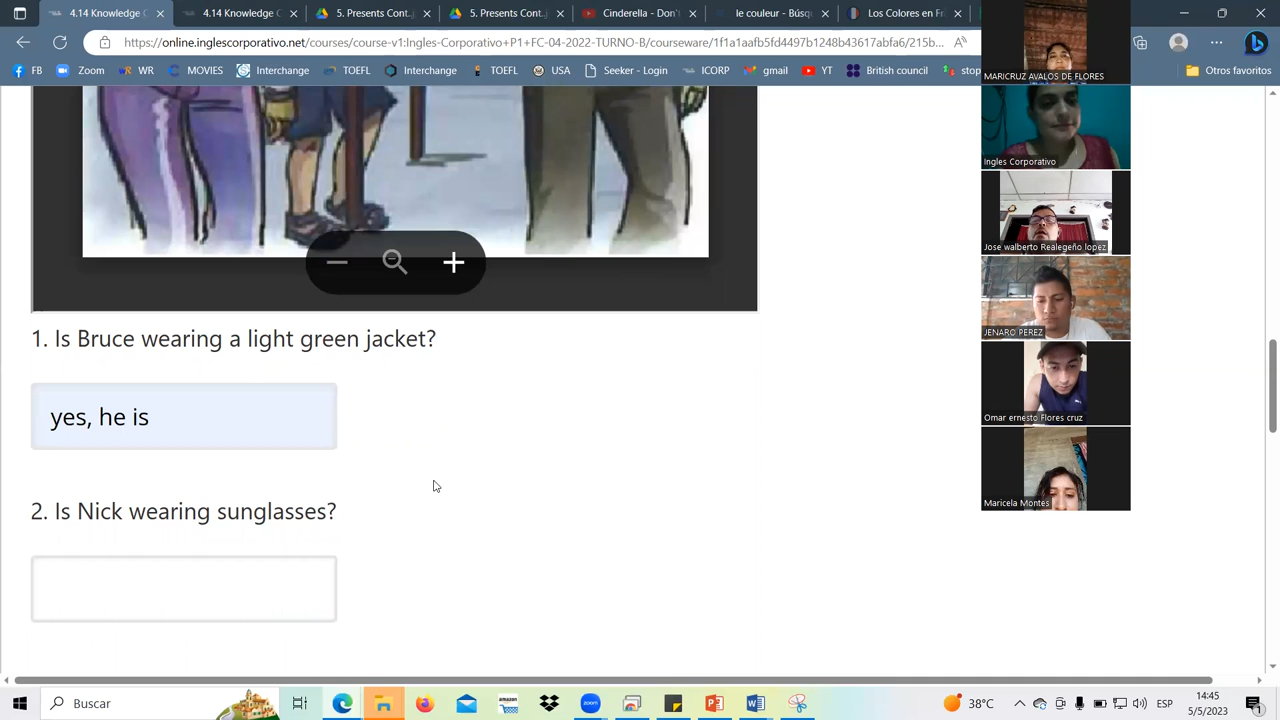 4.14 Knowledge C
4.14 Knowledge C
5. Presents Cont.
5. Presents Cont.
Cinderella- Don'
le couleur - Búsq
Los Colores
https://online.inglescorporativo.net/courses/course-v1:Ingles-Corporativo+P1+FC-04-2022-TURNO-B/courseware/1f1a1aafb5fd4497b1248b43617abfa6/215b...
FB
Zoom
WR
MOVIES
Interchange
TOEFL
Interchange
TOEFL
USA
Seeker - Login
ICORP
gmail
YT
British council
stop
Otros favoritos
MARICRUZ AVALOS DE FLORES
Ingles Corporativo
Jose walberto Realegeño lopez
JENARO PEREZ
Omar ernesto Flores cruz
Maricela Montes
1. Is Bruce wearing a light green jacket?
yes, he is
2. Is Nick wearing sunglasses?
Buscar
amazon
zoom
38°C
ESP
14:45
5/5/2023